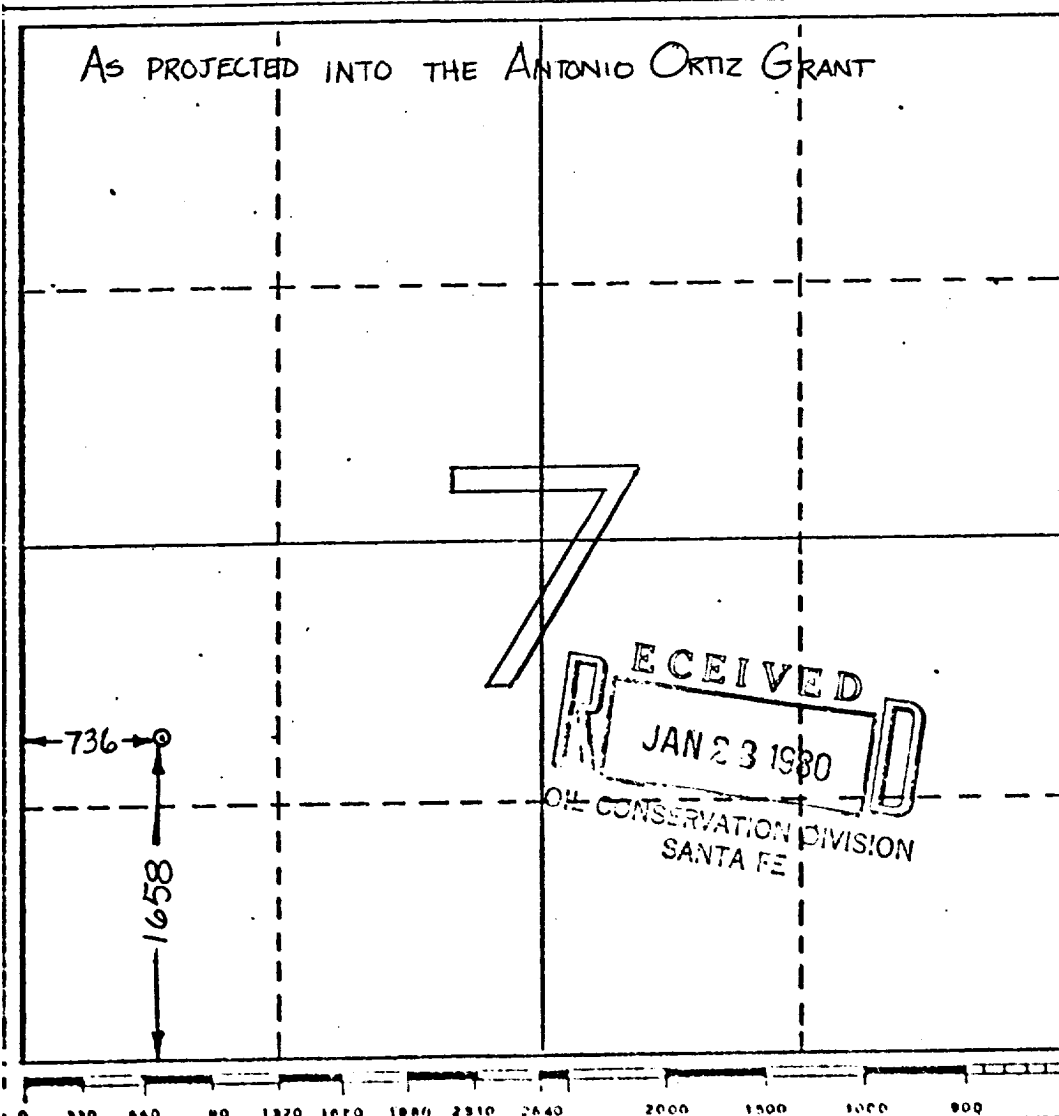 AS PROJECTED INTO THE ANTONIO ORTIZ GRANT
7
RECEIVED
JAN 23 1980
OIL CONSERVATION DIVISION
SANTA FE
736
1658
0 330 660 1320 1650 1980 2310 2640 2000 1500 1000 500